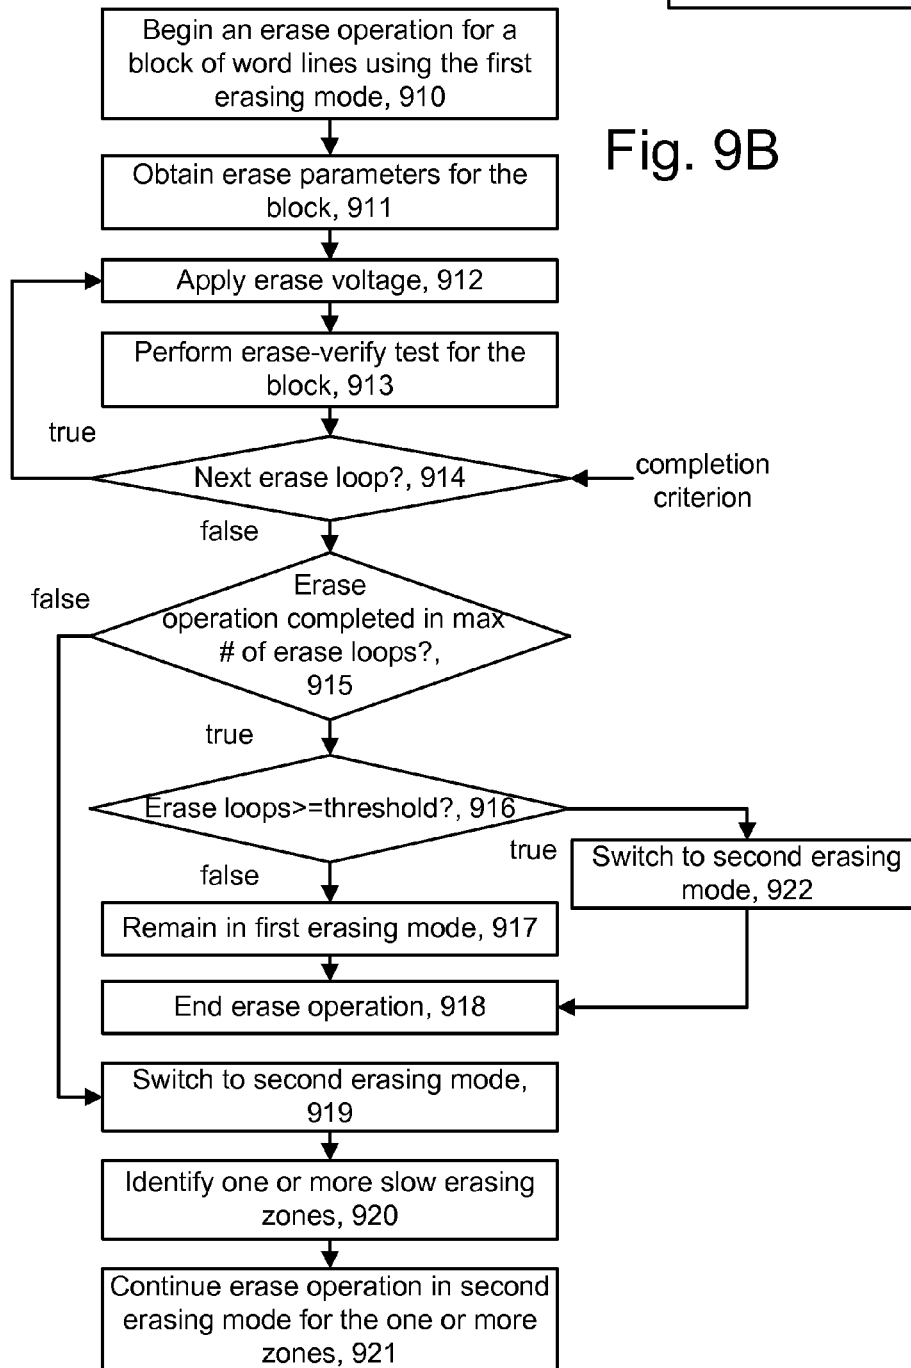 Begin an erase operation for a
block of word lines using the first
erasing mode, 910
Fig. 9B
Obtain erase parameters for the
block, 911
Apply erase voltage, 912
Perform erase-verify test for the
block, 913
true
Next erase loop?, 914
completion
criterion
false
false
Erase
operation completed in max
# of erase loops?,
915
true
Erase loops>=threshold?, 916
true
false
Switch to second erasing
mode, 922
Remain in first erasing mode, 917
End erase operation, 918
Switch to second erasing mode,
919
Identify one or more slow erasing
zones, 920
Continue erase operation in second
erasing mode for the one or more
zones, 921